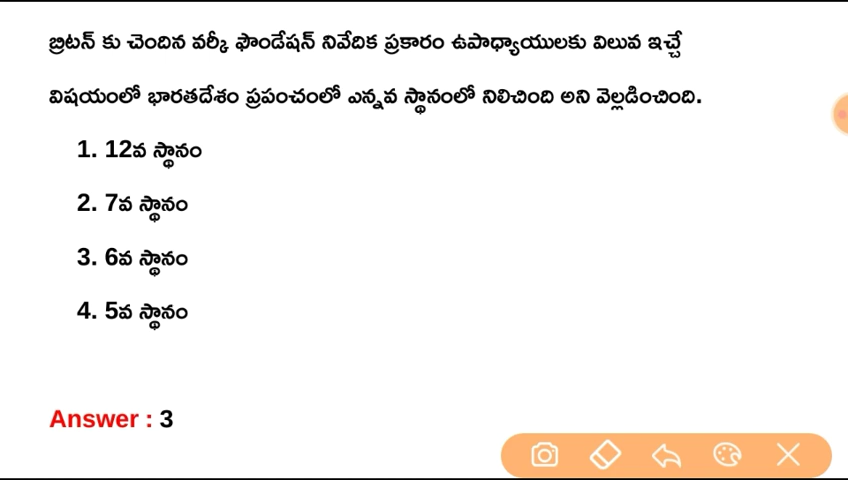 బ్రిటన్ కు చెందిన వర్కీ ఫౌండేషన్ నివేదిక ప్రకారం ఉపాధ్యాయులకు విలువ ఇచ్చే
విషయంలో భారతదేశం ప్రపంచంలో ఎన్నవ స్థానంలో నిలిచింది అని వెల్లడించింది.
1. 12వ స్థానం
2. 7వ స్థానం
3. 6వ స్థానం
4. 5వ స్థానం
Answer : 3